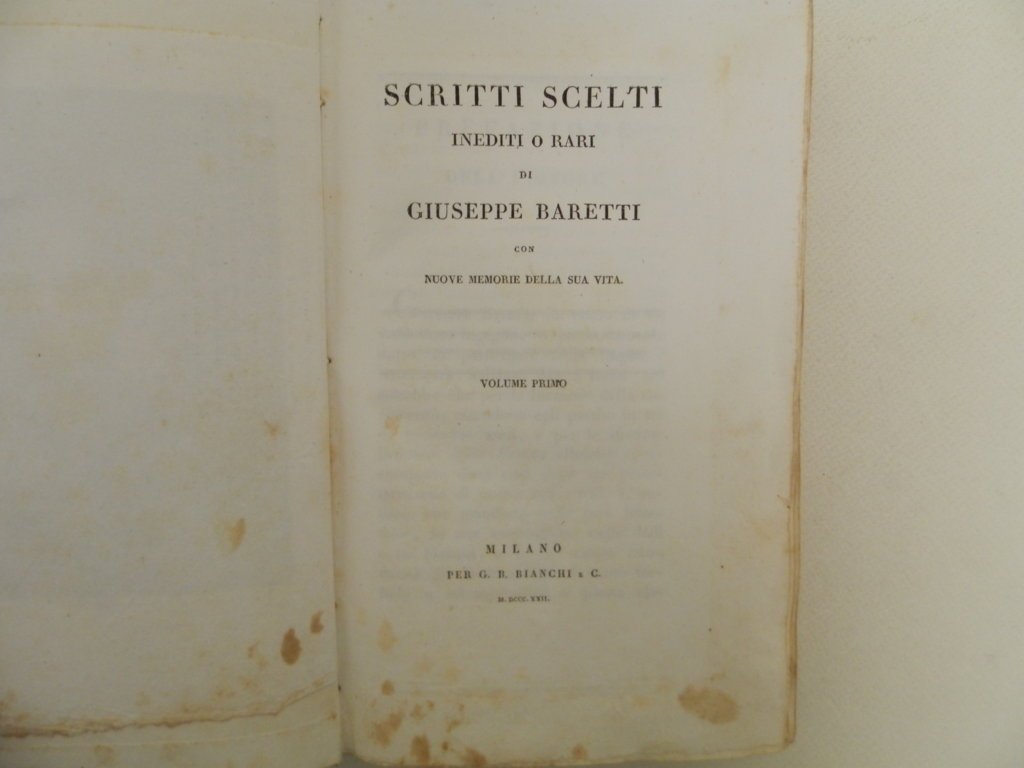 SCRITTI SCELTI
INEDITI O RARI
DI
GIUSEPPE BARETTI
CON
NUOVE MEMORIE DELLA SUA VITA.
VOLUME PRIMO
MILANO
PER G. B. BIANCHI E C.
M. DCCC. XXII.